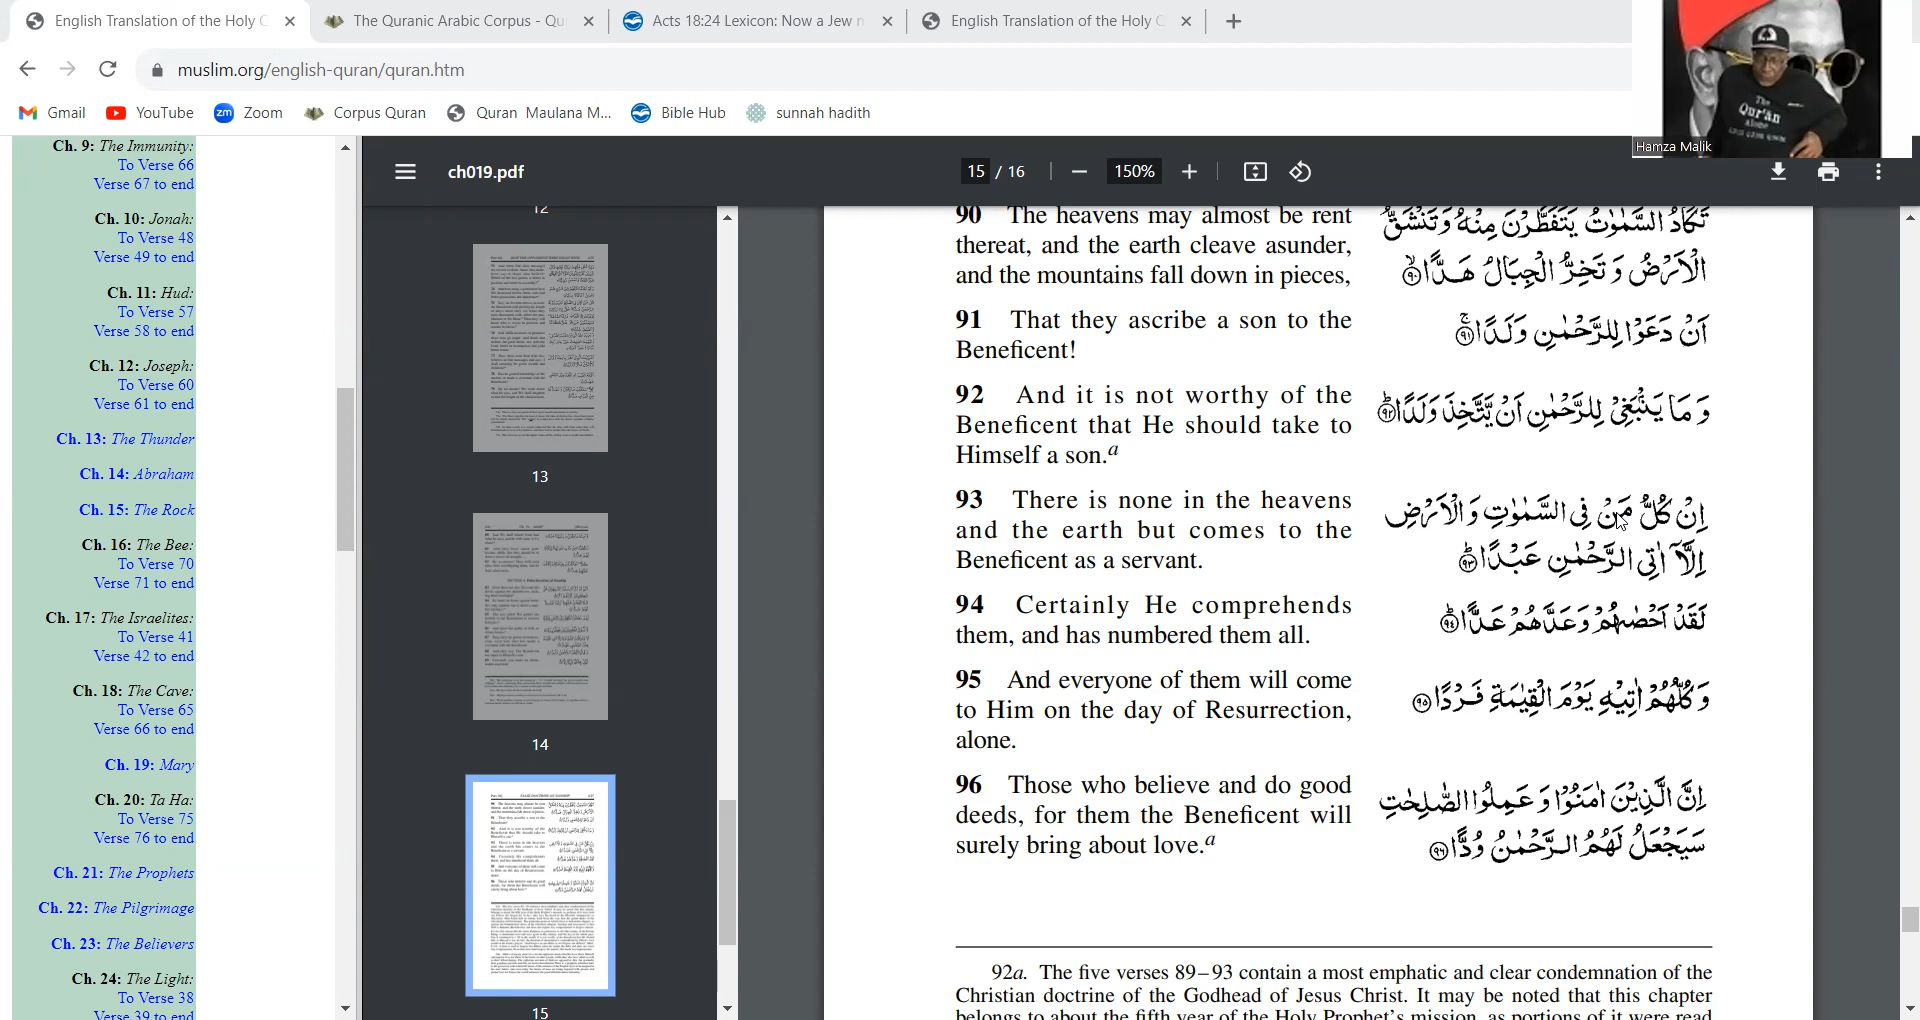 English Translation of the Holy C
The Quranic Arabic Corpus - Qu
Acts 18:24 Lexicon: Now a Jew n
English Translation of the Holy C
muslim.org/english-quran/quran.htm
Gmail
YouTube
zm Zoom
Corpus Quran
Quran Maulana M...
Bible Hub
sunnah hadith
The
Qur'an
alone
Hamza Malik
ch019.pdf
15 / 16
150%
Ch. 9: The Immunity:
To Verse 66
Verse 67 to end
Ch. 10: Jonah:
To Verse 48
Verse 49 to end
Ch. 11: Hud:
To Verse 57
Verse 58 to end
Ch. 12: Joseph:
To Verse 60
Verse 61 to end
Ch. 13: The Thunder
Ch. 14: Abraham
Ch. 15: The Rock
Ch. 16: The Bee:
To Verse 70
Verse 71 to end
Ch. 17: The Israelites:
To Verse 41
Verse 42 to end
Ch. 18: The Cave:
To Verse 65
Verse 66 to end
Ch. 19: Mary
Ch. 20: Ta Ha:
To Verse 75
Verse 76 to end
Ch. 21: The Prophets
Ch. 22: The Pilgrimage
Ch. 23: The Believers
Ch. 24: The Light:
To Verse 38
Verse 39 to end
12
13
14
15
90 The heavens may almost be rent
thereat, and the earth cleave asunder,
and the mountains fall down in pieces,
تَكَادُ السَّمٰوٰتُ يَتَفَطَّرْنَ مِنْهُ وَتَنْشَقُّ
الْاَرْضُ وَ تَخِرُّ الْجِبَالُ هَدًّا ۙ۝۹۰
91 That they ascribe a son to the
Beneficent!
اَنْ دَعَوْا لِلرَّحْمٰنِ وَلَدًا ۚ۝۹۱
92 And it is not worthy of the
Beneficent that He should take to
Himself a son.a
وَ مَا يَنْۢبَغِيْ لِلرَّحْمٰنِ اَنْ يَّتَّخِذَ وَلَدًا ؕ۝۹۲
93 There is none in the heavens
and the earth but comes to the
Beneficent as a servant.
اِنْ كُلُّ مَنْ فِي السَّمٰوٰتِ وَ الْاَرْضِ
اِلَّاۤ اٰتِي الرَّحْمٰنِ عَبْدًا ؕ۝۹۳
94 Certainly He comprehends
them, and has numbered them all.
لَقَدْ اَحْصٰىهُمْ وَعَدَّهُمْ عَدًّا ؕ۝۹۴
95 And everyone of them will come
to Him on the day of Resurrection,
alone.
وَ كُلُّهُمْ اٰتِيْهِ يَوْمَ الْقِيٰمَةِ فَرْدًا ۝۹۵
96 Those who believe and do good
deeds, for them the Beneficent will
surely bring about love.a
اِنَّ الَّذِيْنَ اٰمَنُوْا وَ عَمِلُوا الصّٰلِحٰتِ
سَيَجْعَلُ لَهُمُ الرَّحْمٰنُ وُدًّا ۝۹۶
92a. The five verses 89–93 contain a most emphatic and clear condemnation of the
Christian doctrine of the Godhead of Jesus Christ. It may be noted that this chapter
belongs to about the fifth year of the Holy Prophet's mission, as portions of it were read